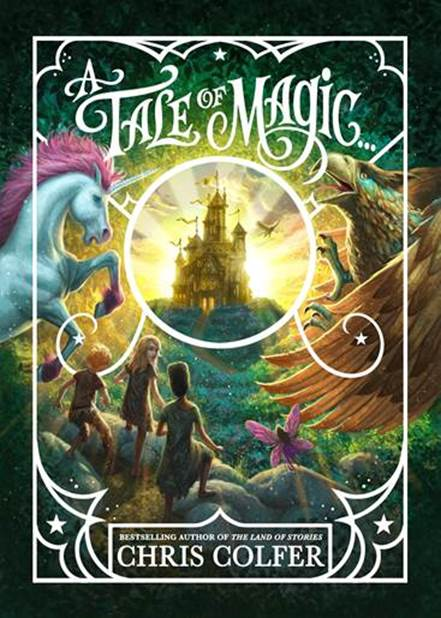 A
TALE OF MAGIC...
BESTSELLING AUTHOR OF THE LAND OF STORIES
CHRIS COLFER